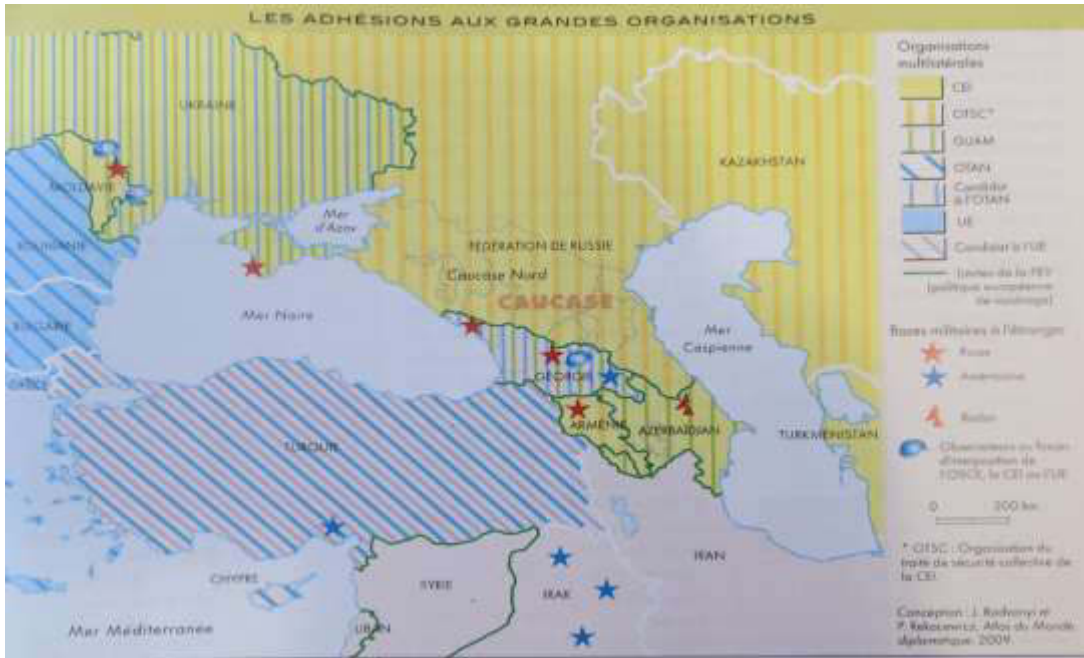 LES ADHÉSIONS AUX GRANDES ORGANISATIONS
Organisations
multilatérales
CEI
OTSC*
GUAM
OTAN
Candidat
à l'OTAN
UE
Candidat à l'UE
Limites de la PEV
(politique européenne
de voisinage)
Bases militaires à l'étranger
Russe
Américaine
Radar
Observateurs ou forces
d'interposition de
l'OSCE, la CEI ou l'UE
0 200 km
* OTSC : Organisation du
traité de sécurité collective de
la CEI.
Conception : J. Radvanyi et
P. Rekacewicz, Atlas du Monde
diplomatique, 2009.
UKRAINE
MOLDAVIE
ROUMANIE
BULGARIE
GRÈCE
Mer
d'Azov
KAZAKHSTAN
FÉDÉRATION DE RUSSIE
Caucase Nord
CAUCASE
Mer Noire
Mer
Caspienne
GÉORGIE
ARMÉNIE
AZERBAÏDJAN
TURKMÉNISTAN
TURQUIE
CHYPRE
SYRIE
LIBAN
IRAK
IRAN
Mer Méditerranée